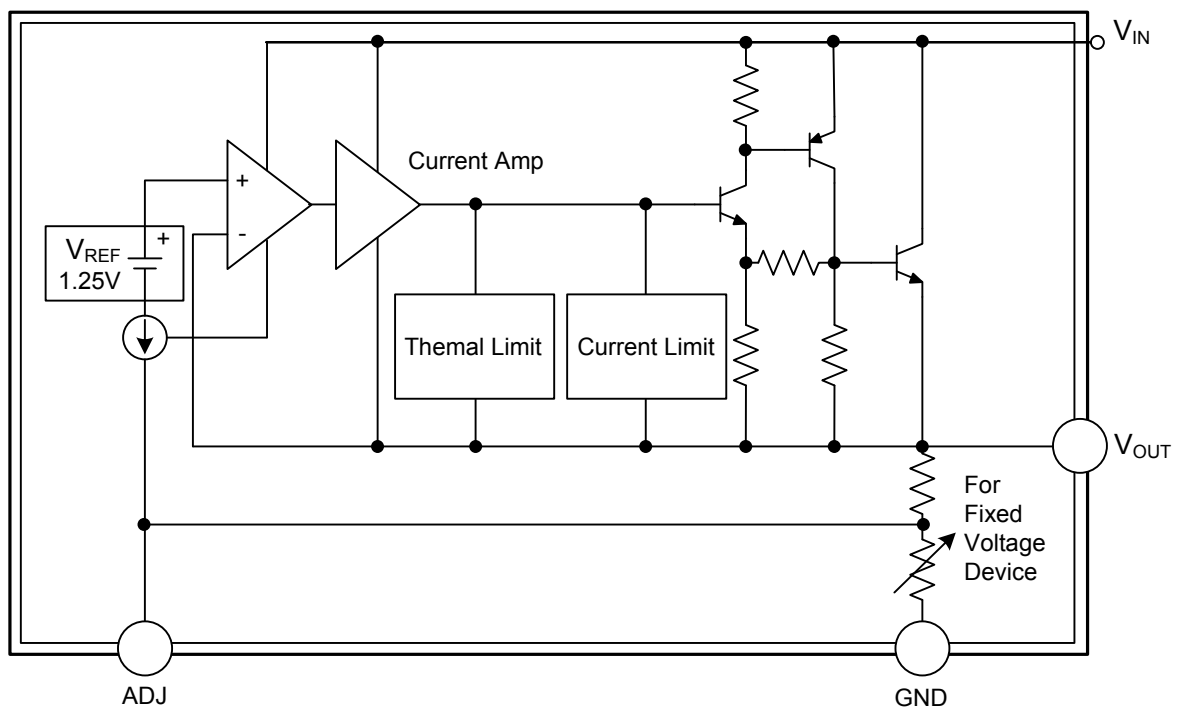 V_IN
Current Amp
+
-
V_REF
+
1.25V
Themal Limit
Current Limit
V_OUT
For
Fixed
Voltage
Device
ADJ
GND